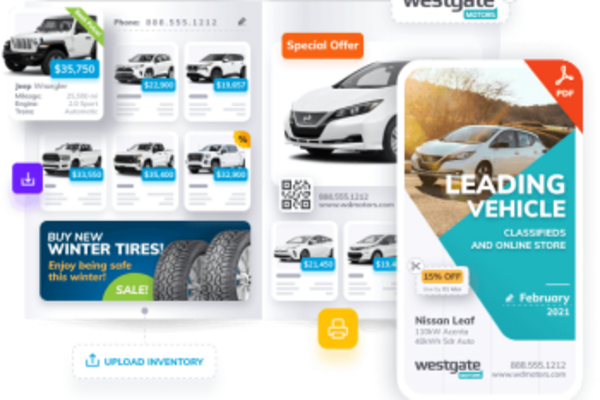 westgate
MOTORS
Phone: 888.555.1212
$35,750
Jeep Wrangler
Mileage: 25,500 mi
Engine: 2.0 Sport
Trans: Automatic
$22,900
$19,657
$33,550
$35,400
$32,900
%
BUY NEW
WINTER TIRES!
Enjoy being safe
this winter!
SALE!
UPLOAD INVENTORY
Special Offer
888.555.1212
www.wdmotors.com
$21,450
PDF
LEADING
VEHICLE
CLASSIFIEDS
AND ONLINE STORE
15% OFF
February
2021
Nissan Leaf
110kW Acenta
40kWh 5dr Auto
westgate
MOTORS
888.555.1212
www.wdmotors.com